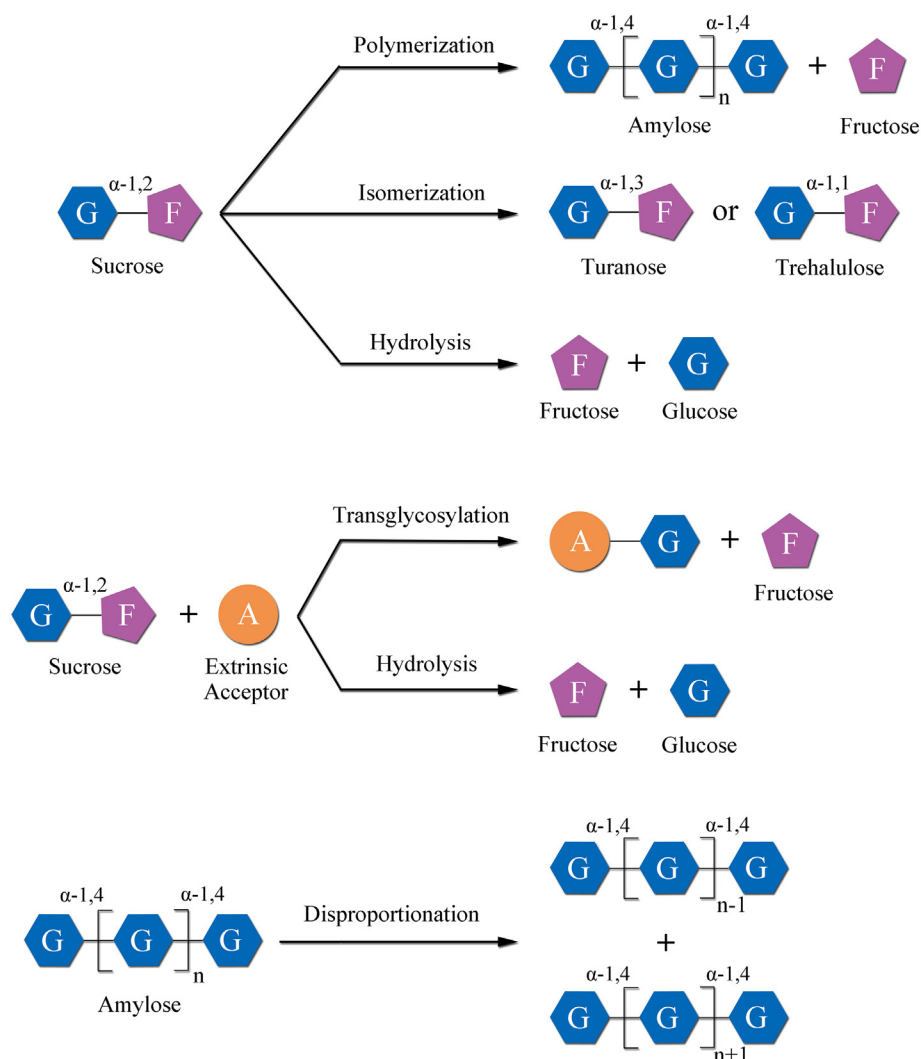 Polymerization
α-1,4 α-1,4
G G G + F
n
Amylose Fructose
α-1,2
G F
Sucrose
Isomerization
α-1,3 α-1,1
G F or G F
Turanose Trehalulose
Hydrolysis
F + G
Fructose Glucose
Transglycosylation
A G + F
Fructose
α-1,2
G F + A
Sucrose Extrinsic
Acceptor
Hydrolysis
F + G
Fructose Glucose
α-1,4 α-1,4
G G G
n
Amylose
Disproportionation
α-1,4 α-1,4
G G G
n-1
+
α-1,4 α-1,4
G G G
n+1